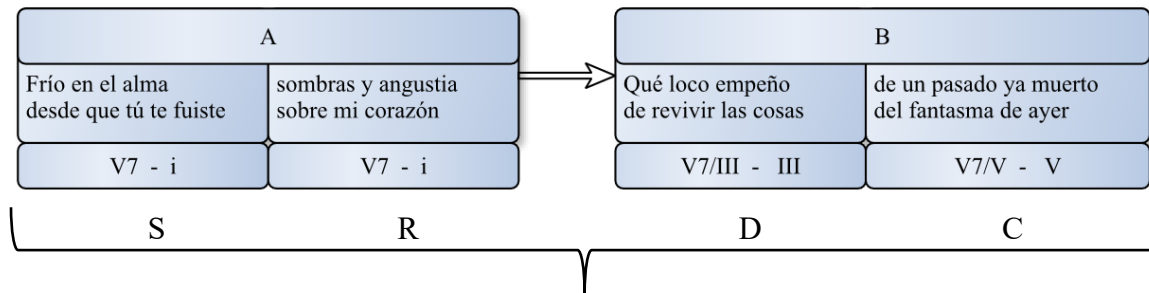 A
Frío en el alma
desde que tú te fuiste
sombras y angustia
sobre mi corazón
V7 - i
V7 - i
B
Qué loco empeño
de revivir las cosas
de un pasado ya muerto
del fantasma de ayer
V7/III - III
V7/V - V
S
R
D
C